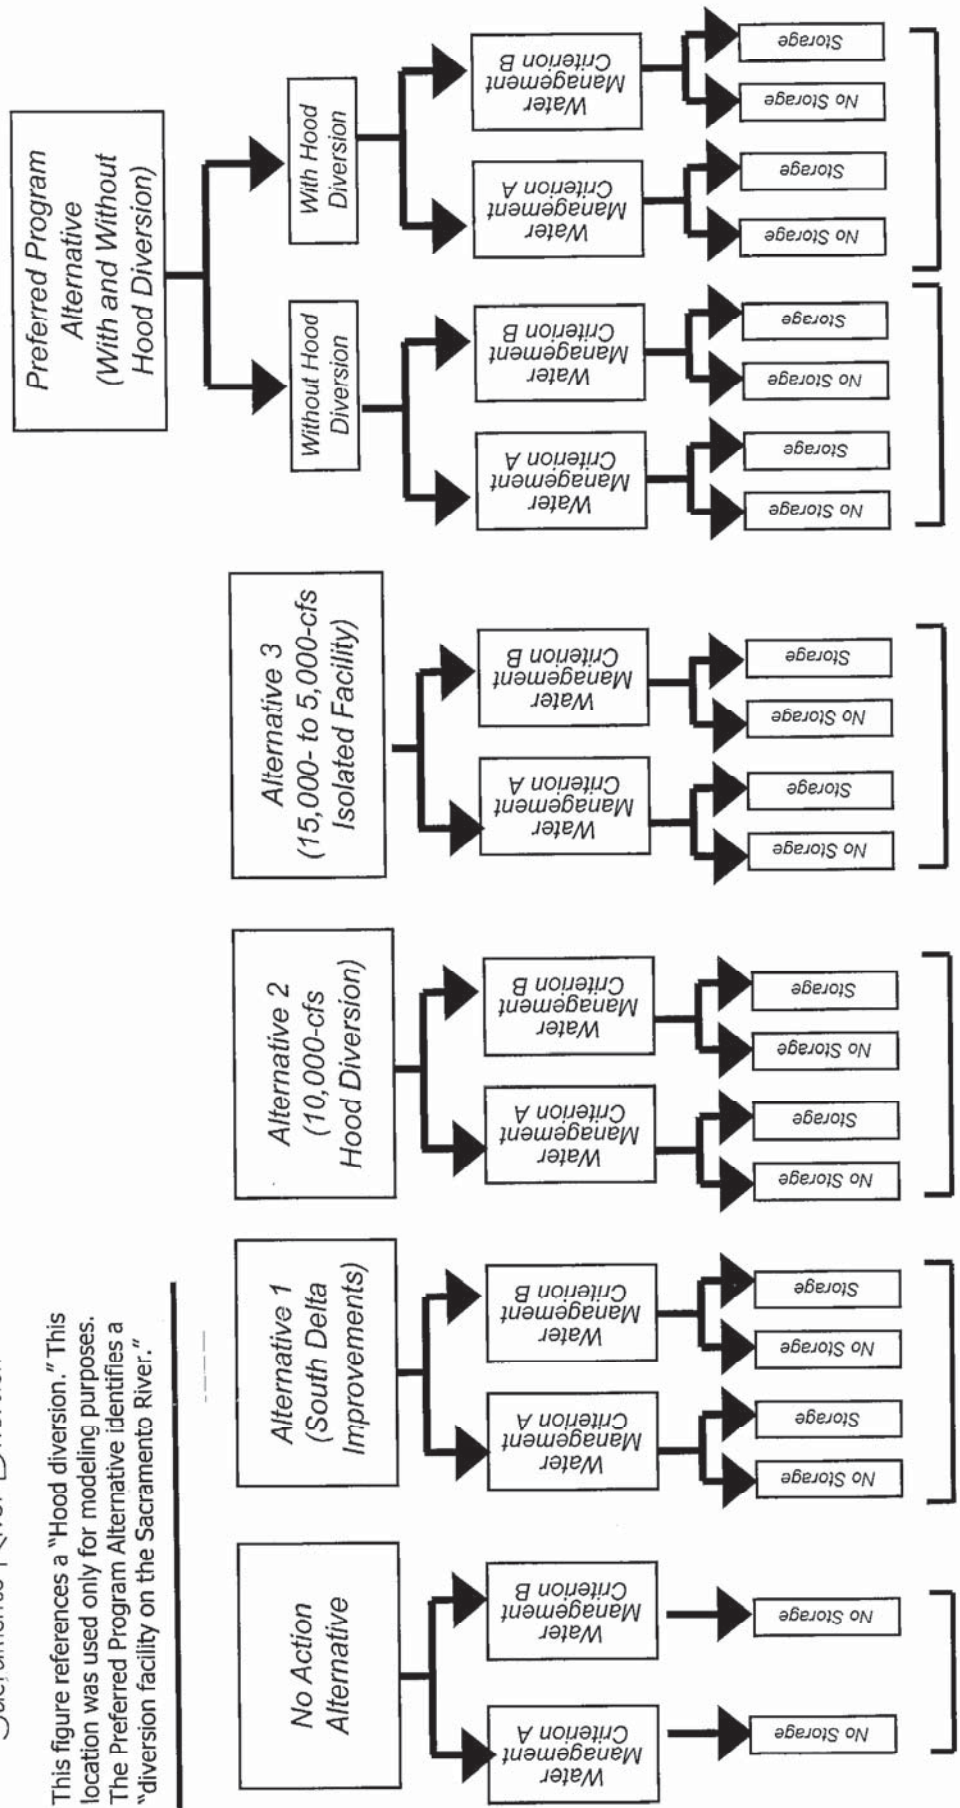 Sacramento River Diversion
This figure references a "Hood diversion." This
location was used only for modeling purposes.
The Preferred Program Alternative identifies a
"diversion facility on the Sacramento River."
No Action
Alternative
Water
Management
Criterion A
No Storage
Water
Management
Criterion B
No Storage
Alternative 1
(South Delta
Improvements)
Water
Management
Criterion A
No Storage
Storage
Water
Management
Criterion B
No Storage
Storage
Alternative 2
(10,000-cfs
Hood Diversion)
Water
Management
Criterion A
No Storage
Storage
Water
Management
Criterion B
No Storage
Storage
Alternative 3
(15,000- to 5,000-cfs
Isolated Facility)
Water
Management
Criterion A
No Storage
Storage
Water
Management
Criterion B
No Storage
Storage
Preferred Program
Alternative
(With and Without
Hood Diversion)
Without Hood
Diversion
Water
Management
Criterion A
No Storage
Storage
Water
Management
Criterion B
No Storage
Storage
With Hood
Diversion
Water
Management
Criterion A
No Storage
Storage
Water
Management
Criterion B
No Storage
Storage